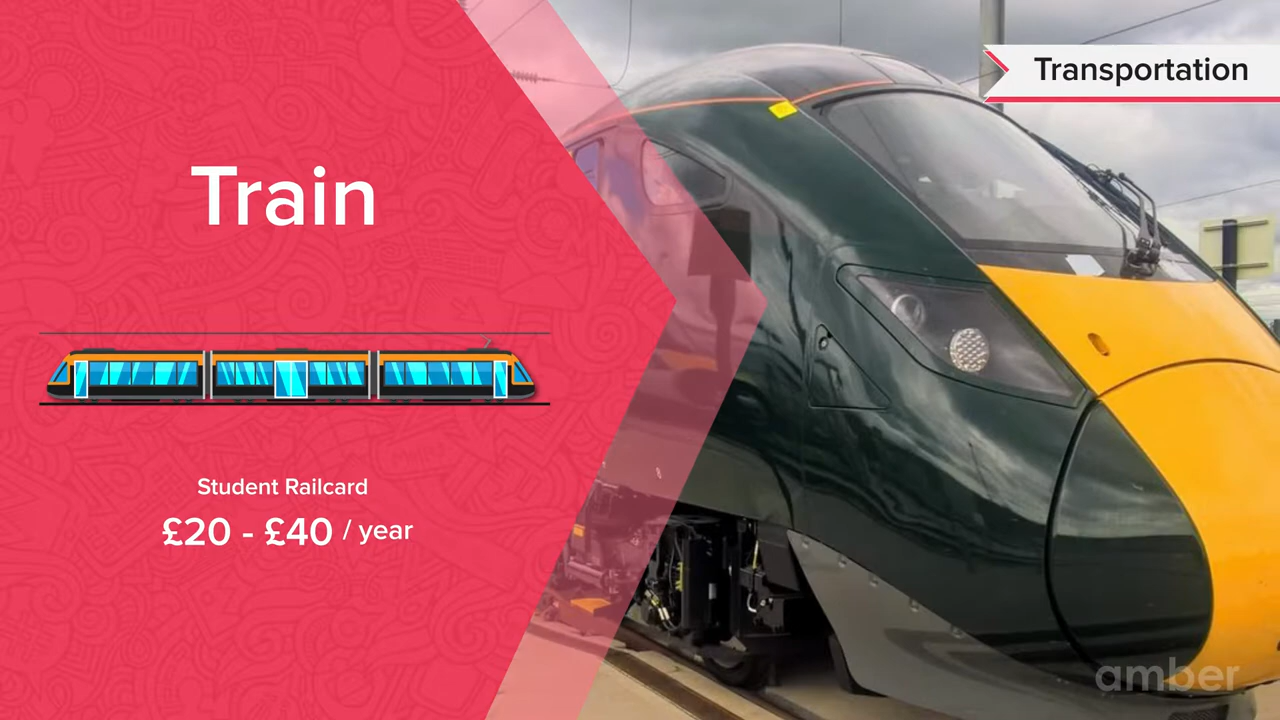 Transportation
Train
Student Railcard
£20 - £40 / year
amber